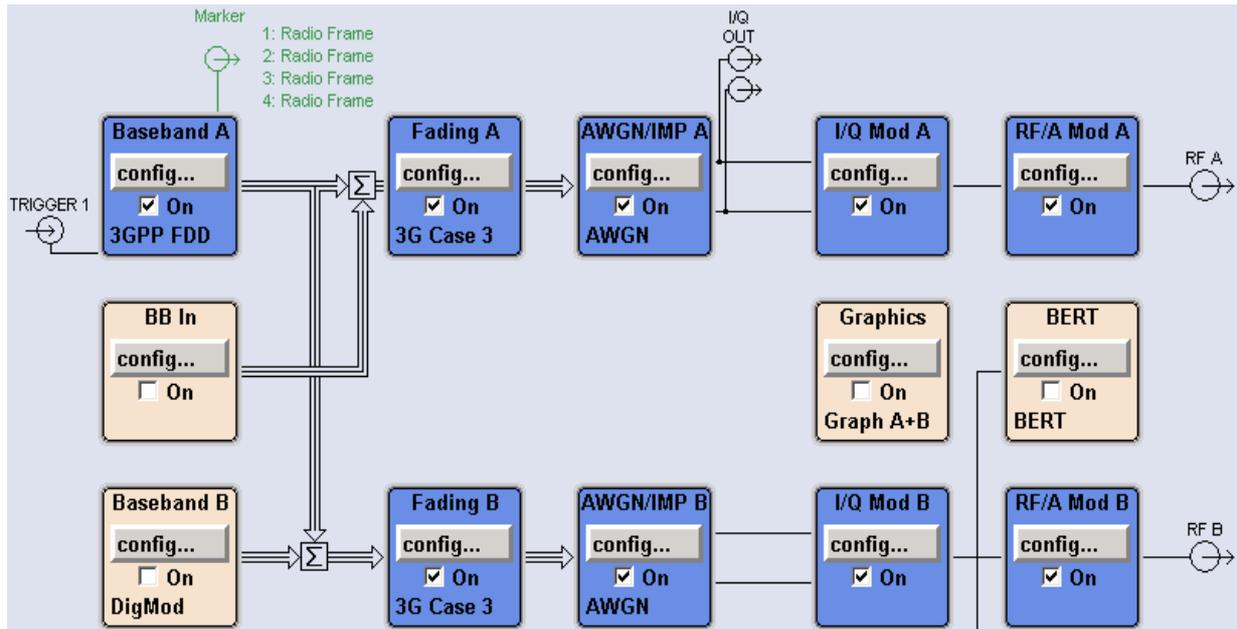 Marker
1: Radio Frame
2: Radio Frame
3: Radio Frame
4: Radio Frame
I/Q
OUT
TRIGGER 1
Baseband A
config...
On
3GPP FDD
Σ
Fading A
config...
On
3G Case 3
AWGN/IMP A
config...
On
AWGN
I/Q Mod A
config...
On
RF/A Mod A
config...
On
RF A
BB In
config...
On
Graphics
config...
On
Graph A+B
BERT
config...
On
BERT
Baseband B
config...
On
DigMod
Σ
Fading B
config...
On
3G Case 3
AWGN/IMP B
config...
On
AWGN
I/Q Mod B
config...
On
RF/A Mod B
config...
On
RF B